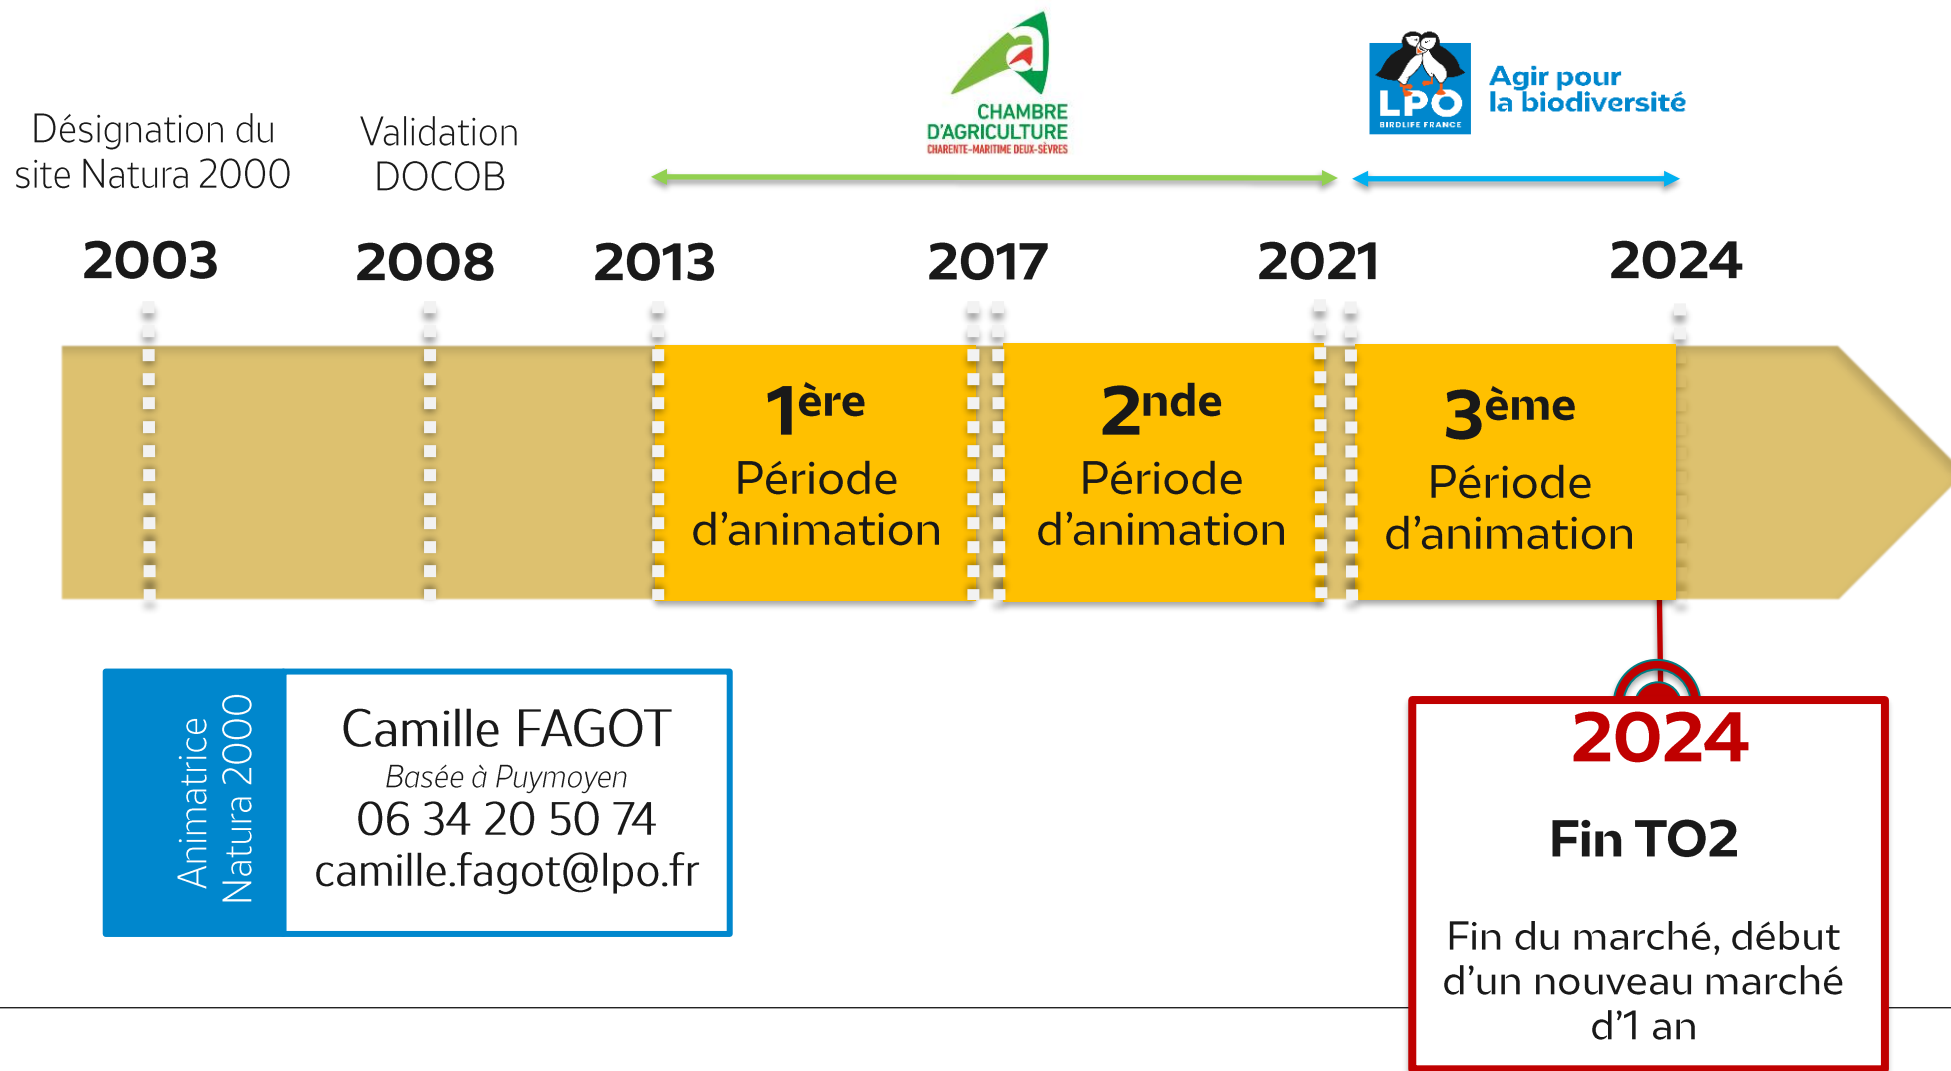 CHAMBRE
D'AGRICULTURE
CHARENTE-MARITIME DEUX-SÈVRES
LPO
BIRDLIFE FRANCE
Agir pour
la biodiversité
Désignation du
site Natura 2000
Validation
DOCOB
2003
2008
2013
2017
2021
2024
1ère
Période
d'animation
2nde
Période
d'animation
3ème
Période
d'animation
Animatrice
Natura 2000
Camille FAGOT
Basée à Puymoyen
06 34 20 50 74
camille.fagot@lpo.fr
2024
Fin TO2
Fin du marché, début
d'un nouveau marché
d'1 an